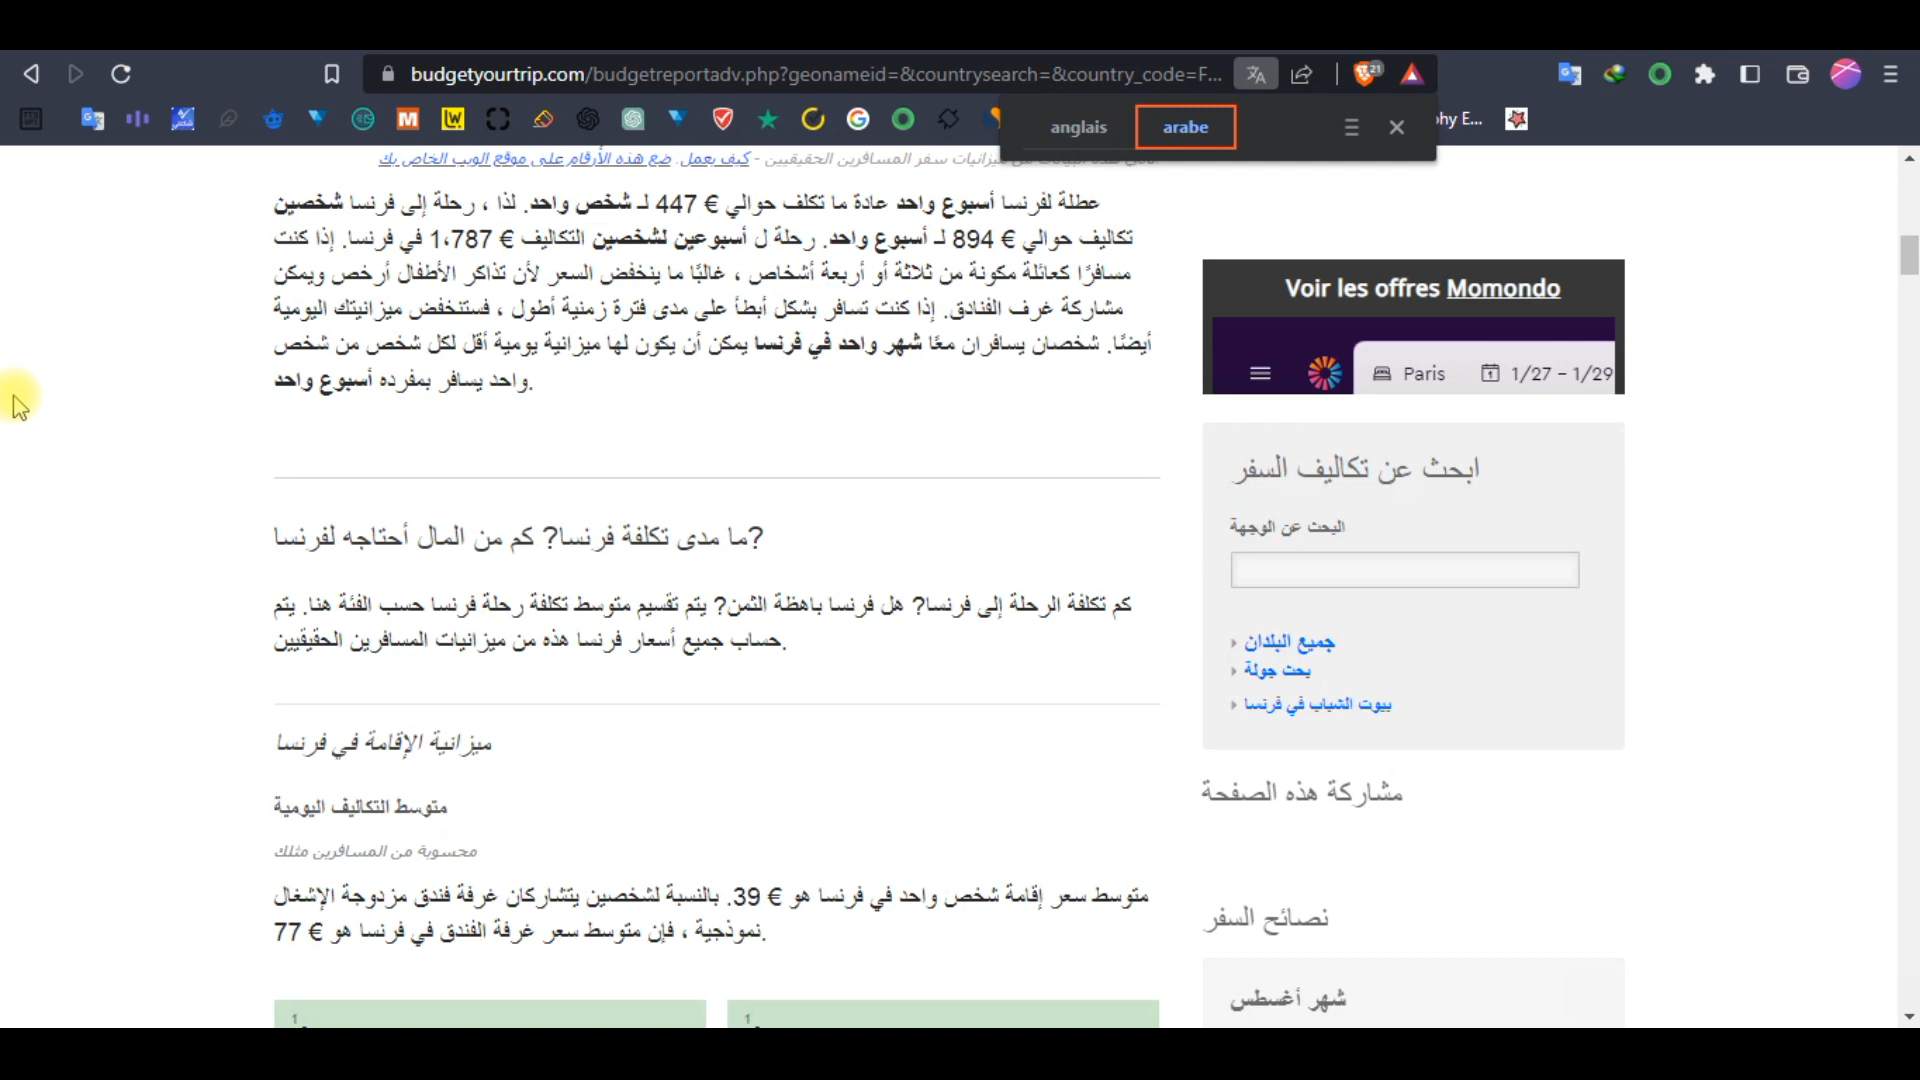 budgetyourtrip.com/budgetreportadv.php?geonameid=&countrysearch=&country_code=F...
21
M
W
G
phy E...
anglais
arabe
ميزانيات سفر المسافرين الحقيقيين - كيف يعمل. ضع هذه الأرقام على موقع الويب الخاص بك
عطلة لفرنسا أسبوع واحد عادة ما تكلف حوالي € 447 لـ شخص واحد. لذا ، رحلة إلى فرنسا شخصين
تكاليف حوالي € 894 لـ أسبوع واحد. رحلة ل أسبوعين لشخصين التكاليف € 1،787 في فرنسا. إذا كنت
مسافرًا كعائلة مكونة من ثلاثة أو أربعة أشخاص ، غالبًا ما ينخفض السعر لأن تذاكر الأطفال أرخص ويمكن
مشاركة غرف الفنادق. إذا كنت تسافر بشكل أبطأ على مدى فترة زمنية أطول ، فستنخفض ميزانيتك اليومية
أيضًا. شخصان يسافران معًا شهر واحد في فرنسا يمكن أن يكون لها ميزانية يومية أقل لكل شخص من شخص
واحد يسافر بمفرده أسبوع واحد.
ما مدى تكلفة فرنسا? كم من المال أحتاجه لفرنسا?
كم تكلفة الرحلة إلى فرنسا? هل فرنسا باهظة الثمن? يتم تقسيم متوسط تكلفة رحلة فرنسا حسب الفئة هنا. يتم
حساب جميع أسعار فرنسا هذه من ميزانيات المسافرين الحقيقيين.
ميزانية الإقامة في فرنسا
متوسط التكاليف اليومية
محسوبة من المسافرين مثلك
متوسط سعر إقامة شخص واحد في فرنسا هو € 39. بالنسبة لشخصين يتشاركان غرفة فندق مزدوجة الإشغال
نموذجية ، فإن متوسط سعر غرفة الفندق في فرنسا هو € 77.
1
1
Voir les offres Momondo
Paris
1/27 – 1/29
ابحث عن تكاليف السفر
البحث عن الوجهة
جميع البلدان
بحث جولة
بيوت الشباب في فرنسا
مشاركة هذه الصفحة
نصائح السفر
شهر أغسطس